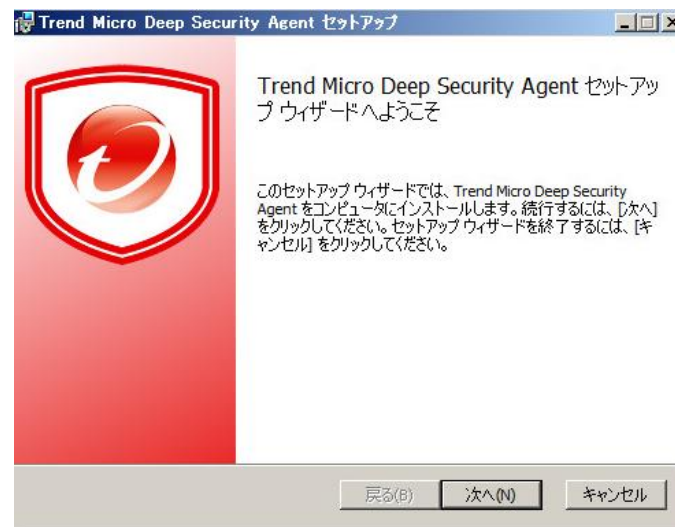 Trend Micro Deep Security Agent セットアップ
Trend Micro Deep Security Agent セットアッ
プ ウィザードへようこそ
このセットアップ ウィザードでは、Trend Micro Deep Security
Agent をコンピュータにインストールします。続行するには、[次へ]
をクリックしてください。セットアップ ウィザードを終了するには、[キ
ャンセル] をクリックしてください。
戻る(B) 次へ(N) キャンセル